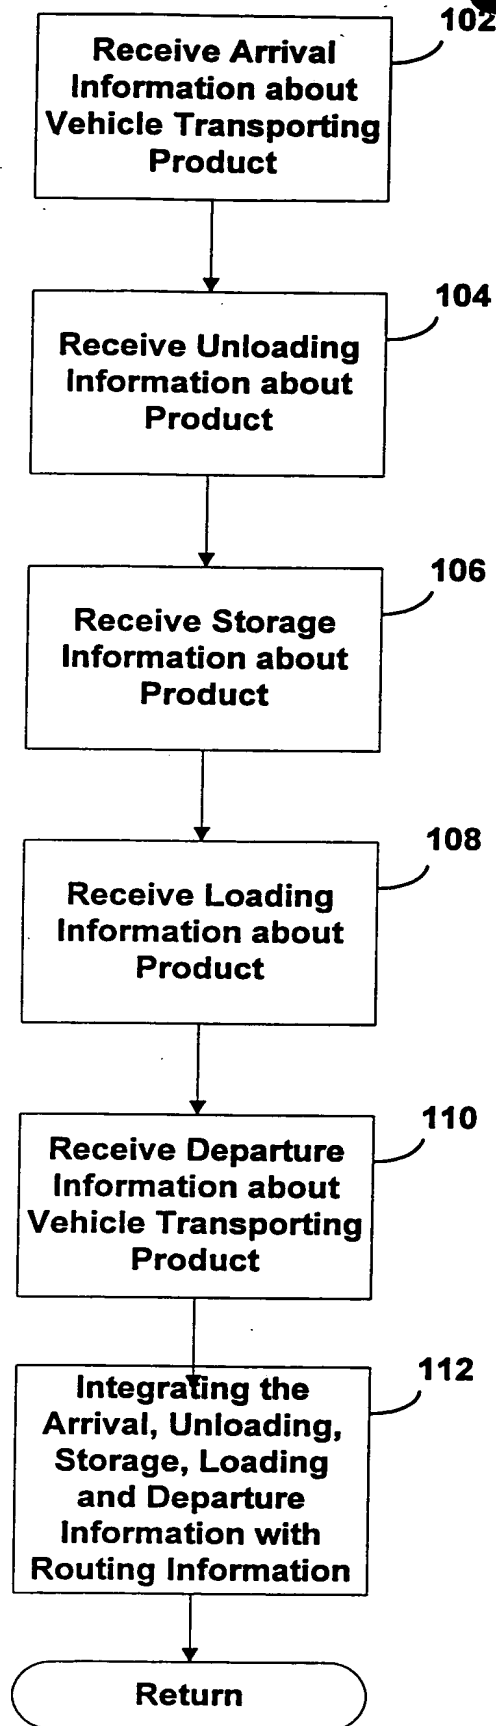 102
Receive Arrival
Information about
Vehicle Transporting
Product
104
Receive Unloading
Information about
Product
106
Receive Storage
Information about
Product
108
Receive Loading
Information about
Product
110
Receive Departure
Information about
Vehicle Transporting
Product
112
Integrating the
Arrival, Unloading,
Storage, Loading
and Departure
Information with
Routing Information
Return